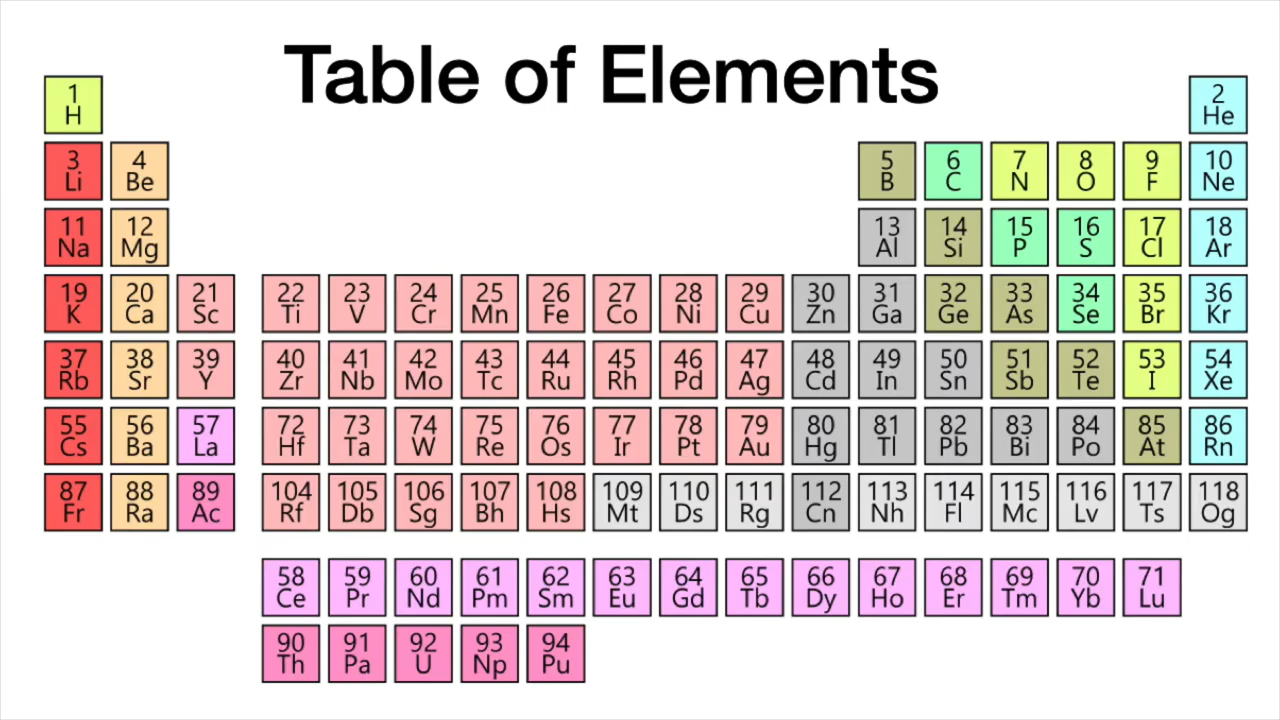 Table of Elements
1 2
H He
3 4 5 6 7 8 9 10
Li Be B C N O F Ne
11 12 13 14 15 16 17 18
Na Mg Al Si P S Cl Ar
19 20 21 22 23 24 25 26 27 28 29 30 31 32 33 34 35 36
K Ca Sc Ti V Cr Mn Fe Co Ni Cu Zn Ga Ge As Se Br Kr
37 38 39 40 41 42 43 44 45 46 47 48 49 50 51 52 53 54
Rb Sr Y Zr Nb Mo Tc Ru Rh Pd Ag Cd In Sn Sb Te I Xe
55 56 57 72 73 74 75 76 77 78 79 80 81 82 83 84 85 86
Cs Ba La Hf Ta W Re Os Ir Pt Au Hg Tl Pb Bi Po At Rn
87 88 89 104 105 106 107 108 109 110 111 112 113 114 115 116 117 118
Fr Ra Ac Rf Db Sg Bh Hs Mt Ds Rg Cn Nh Fl Mc Lv Ts Og
58 59 60 61 62 63 64 65 66 67 68 69 70 71
Ce Pr Nd Pm Sm Eu Gd Tb Dy Ho Er Tm Yb Lu
90 91 92 93 94
Th Pa U Np Pu